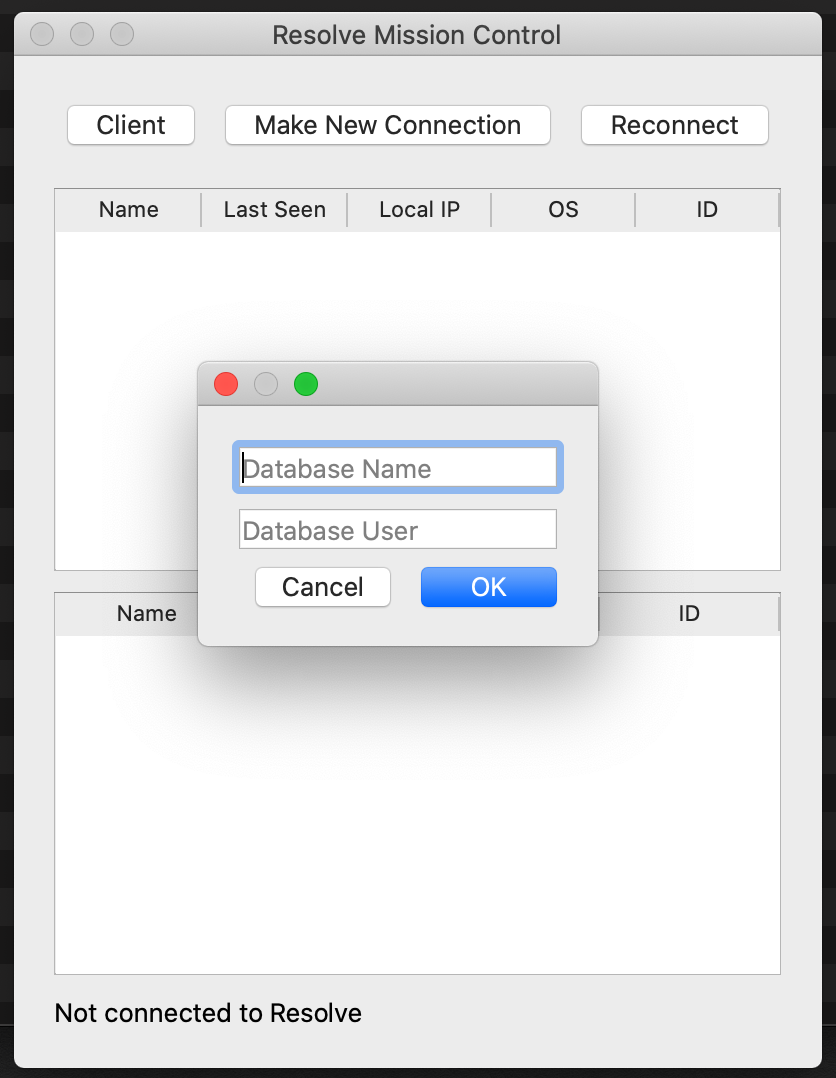 Resolve Mission Control
Client Make New Connection Reconnect
Name Last Seen Local IP OS ID
Database Name
Database User
Cancel OK
Name ID
Not connected to Resolve